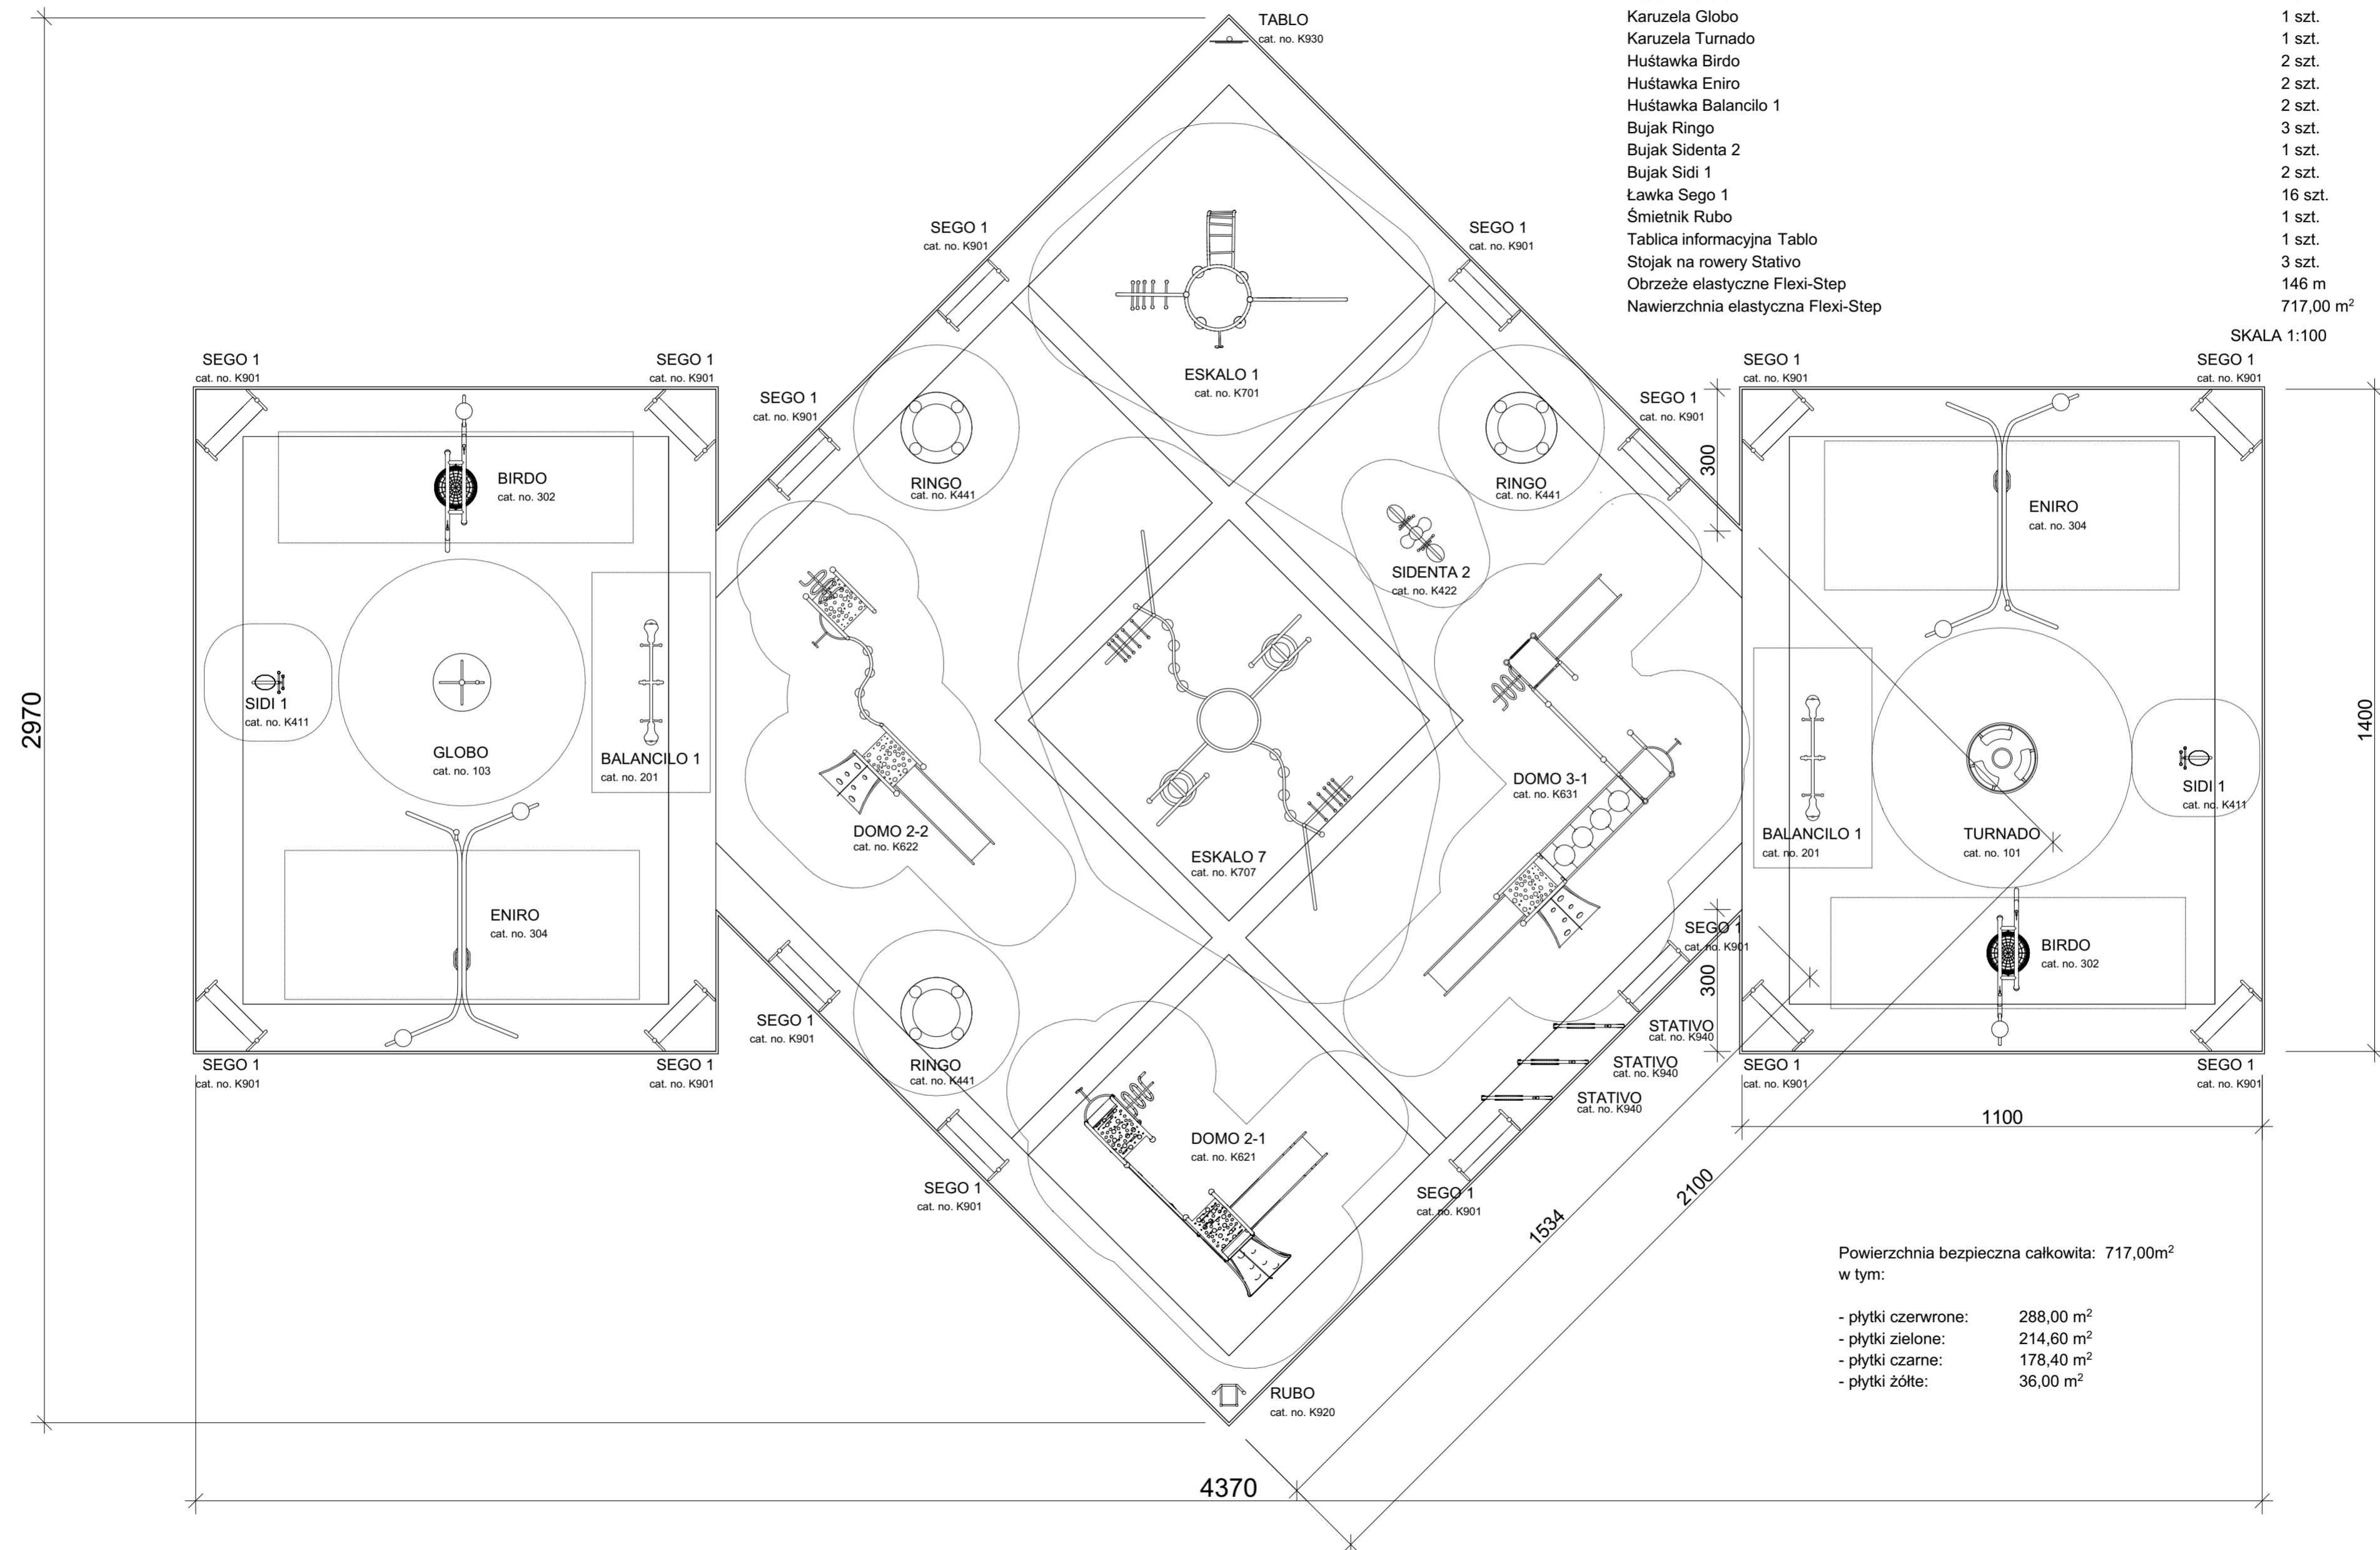 Karuzela Globo 1 szt.
Karuzela Turnado 1 szt.
Huśtawka Birdo 2 szt.
Huśtawka Eniro 2 szt.
Huśtawka Balancilo 1 2 szt.
Bujak Ringo 3 szt.
Bujak Sidenta 2 1 szt.
Bujak Sidi 1 2 szt.
Ławka Sego 1 16 szt.
Śmietnik Rubo 1 szt.
Tablica informacyjna Tablo 1 szt.
Stojak na rowery Stativo 3 szt.
Obrzeże elastyczne Flexi-Step 146 m
Nawierzchnia elastyczna Flexi-Step 717,00 m²
SKALA 1:100
TABLO
cat. no. K930
SEGO 1
cat. no. K901
SEGO 1
cat. no. K901
ESKALO 1
cat. no. K701
SEGO 1
cat. no. K901
SEGO 1
cat. no. K901
SEGO 1
cat. no. K901
SEGO 1
cat. no. K901
SEGO 1
cat. no. K901
SEGO 1
cat. no. K901
300
BIRDO
cat. no. 302
RINGO
cat. no. K441
RINGO
cat. no. K441
ENIRO
cat. no. 304
SIDENTA 2
cat. no. K422
2970
SIDI 1
cat. no. K411
GLOBO
cat. no. 103
BALANCILO 1
cat. no. 201
DOMO 2-2
cat. no. K622
ESKALO 7
cat. no. K707
DOMO 3-1
cat. no. K631
BALANCILO 1
cat. no. 201
TURNADO
cat. no. 101
SIDI 1
cat. no. K411
1400
ENIRO
cat. no. 304
SEGO 1
cat. no. K901
BIRDO
cat. no. 302
300
SEGO 1
cat. no. K901
STATIVO
cat. no. K940
STATIVO
cat. no. K940
STATIVO
cat. no. K940
SEGO 1
cat. no. K901
SEGO 1
cat. no. K901
RINGO
cat. no. K441
SEGO 1
cat. no. K901
SEGO 1
cat. no. K901
1100
DOMO 2-1
cat. no. K621
SEGO 1
cat. no. K901
SEGO 1
cat. no. K901
1534
2100
Powierzchnia bezpieczna całkowita: 717,00m²
w tym:
- płytki czerwrone: 288,00 m²
- płytki zielone: 214,60 m²
- płytki czarne: 178,40 m²
- płytki żółte: 36,00 m²
RUBO
cat. no. K920
4370